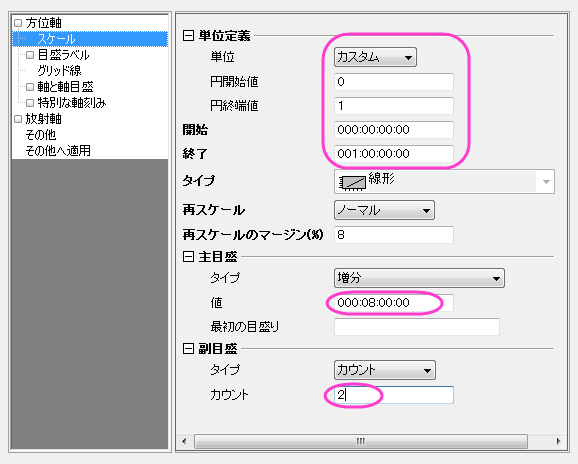 方位軸
スケール
目盛ラベル
グリッド線
軸と軸目盛
特別な軸刻み
放射軸
その他
その他へ適用
単位定義
単位 カスタム
円開始値 0
円終端値 1
開始 000:00:00:00
終了 001:00:00:00
タイプ 線形
再スケール ノーマル
再スケールのマージン(%) 8
主目盛
タイプ 増分
値 000:08:00:00
最初の目盛り
副目盛
タイプ カウント
カウント 2